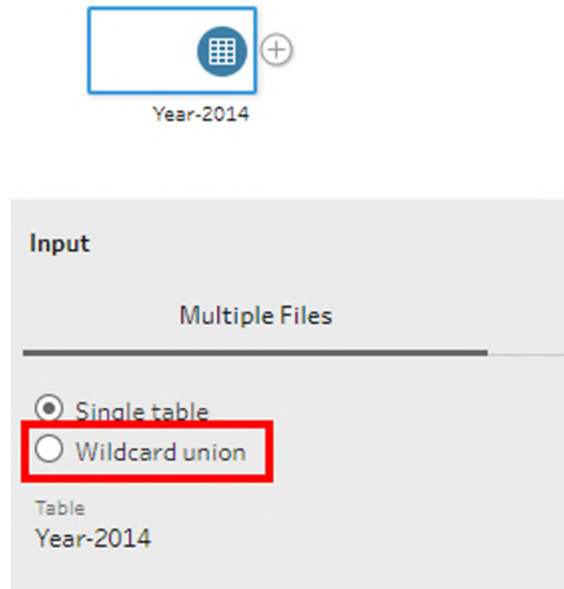 Year-2014
Input
Multiple Files
Single table
Wildcard union
Table
Year-2014